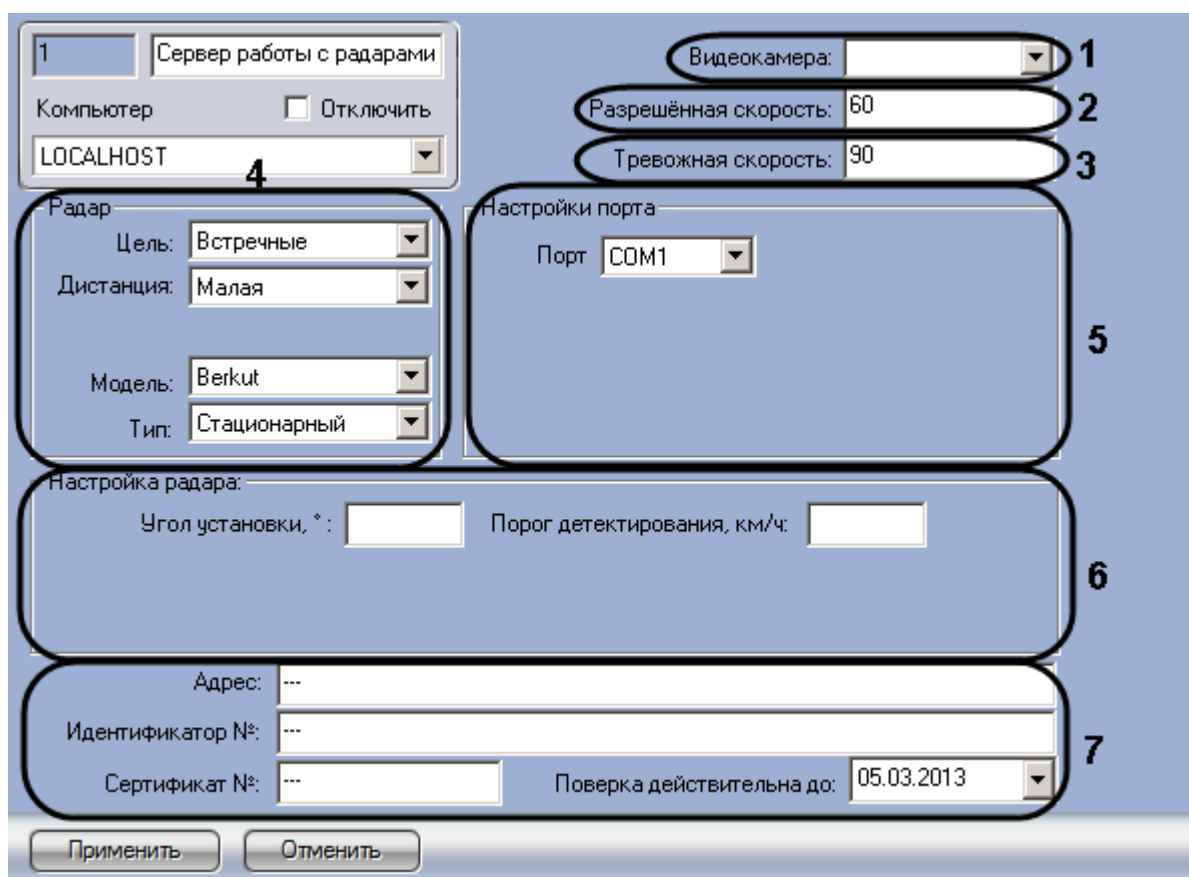 1 Сервер работы с радарами
Компьютер Отключить
LOCALHOST
Видеокамера: 1
Разрешённая скорость: 60 2
Тревожная скорость: 90 3
4
Радар
Цель: Встречные
Дистанция: Малая
Модель: Berkut
Тип: Стационарный
Настройки порта
Порт COM1
5
Настройка радара:
Угол установки, ° : Порог детектирования, км/ч:
6
Адрес: ---
Идентификатор №: ---
Сертификат №: --- Поверка действительна до: 05.03.2013
7
Применить Отменить